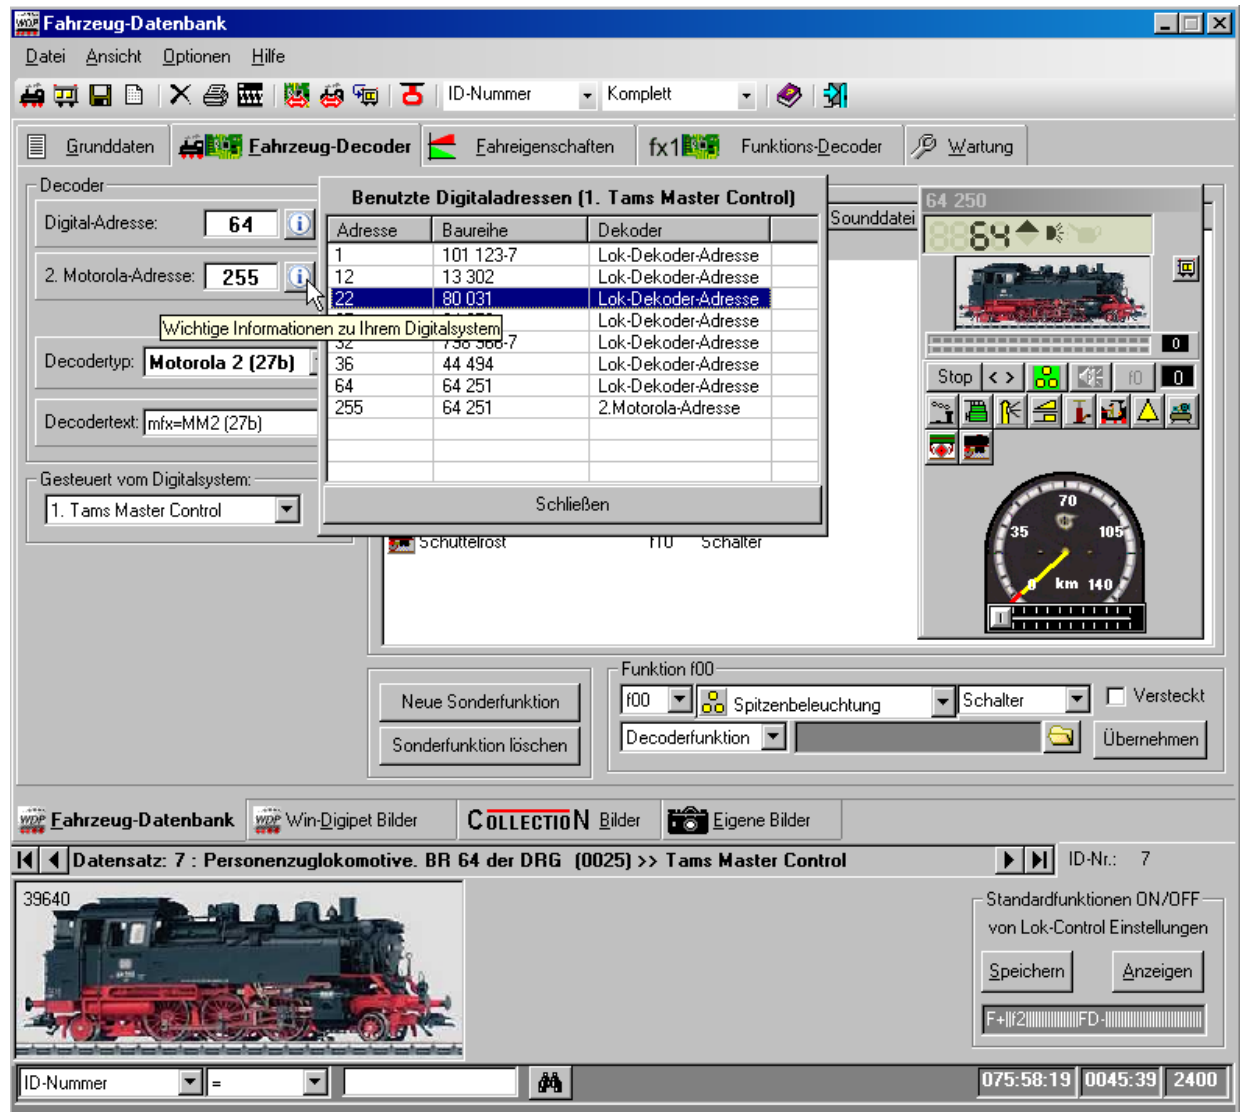 Fahrzeug-Datenbank
Datei Ansicht Optionen Hilfe
ID-Nummer Komplett
Grunddaten Fahrzeug-Decoder Fahreigenschaften fx1 Funktions-Decoder Wartung
Decoder
Digital-Adresse: 64
2. Motorola-Adresse: 255
Wichtige Informationen zu Ihrem Digitalsystem
Decodertyp: Motorola 2 (27b)
Decodertext: mfx=MM2 (27b)
Gesteuert vom Digitalsystem:
1. Tams Master Control
Benutzte Digitaladressen (1. Tams Master Control)
Adresse Baureihe Dekoder
1 101 123-7 Lok-Dekoder-Adresse
12 13 302 Lok-Dekoder-Adresse
22 80 031 Lok-Dekoder-Adresse
Lok-Dekoder-Adresse
Lok-Dekoder-Adresse
36 44 494 Lok-Dekoder-Adresse
64 64 251 Lok-Dekoder-Adresse
255 64 251 2.Motorola-Adresse
Schließen
Sounddatei
Schüttelrost f10 Schalter
64 250
64
0
Stop < > f0 0
70
35 105
0 km 140
Neue Sonderfunktion
Sonderfunktion löschen
Funktion f00
f00 Spitzenbeleuchtung Schalter Versteckt
Decoderfunktion Übernehmen
WDP Fahrzeug-Datenbank WDP Win-Digipet Bilder COLLECTION Bilder Eigene Bilder
Datensatz: 7 : Personenzuglokomotive. BR 64 der DRG (0025) >> Tams Master Control ID-Nr.: 7
39640
Standardfunktionen ON/OFF
von Lok-Control Einstellungen
Speichern Anzeigen
F+||f2||||||||||||||FD-||||||||||||||||||||||||
ID-Nummer =
075:58:19 0045:39 2400